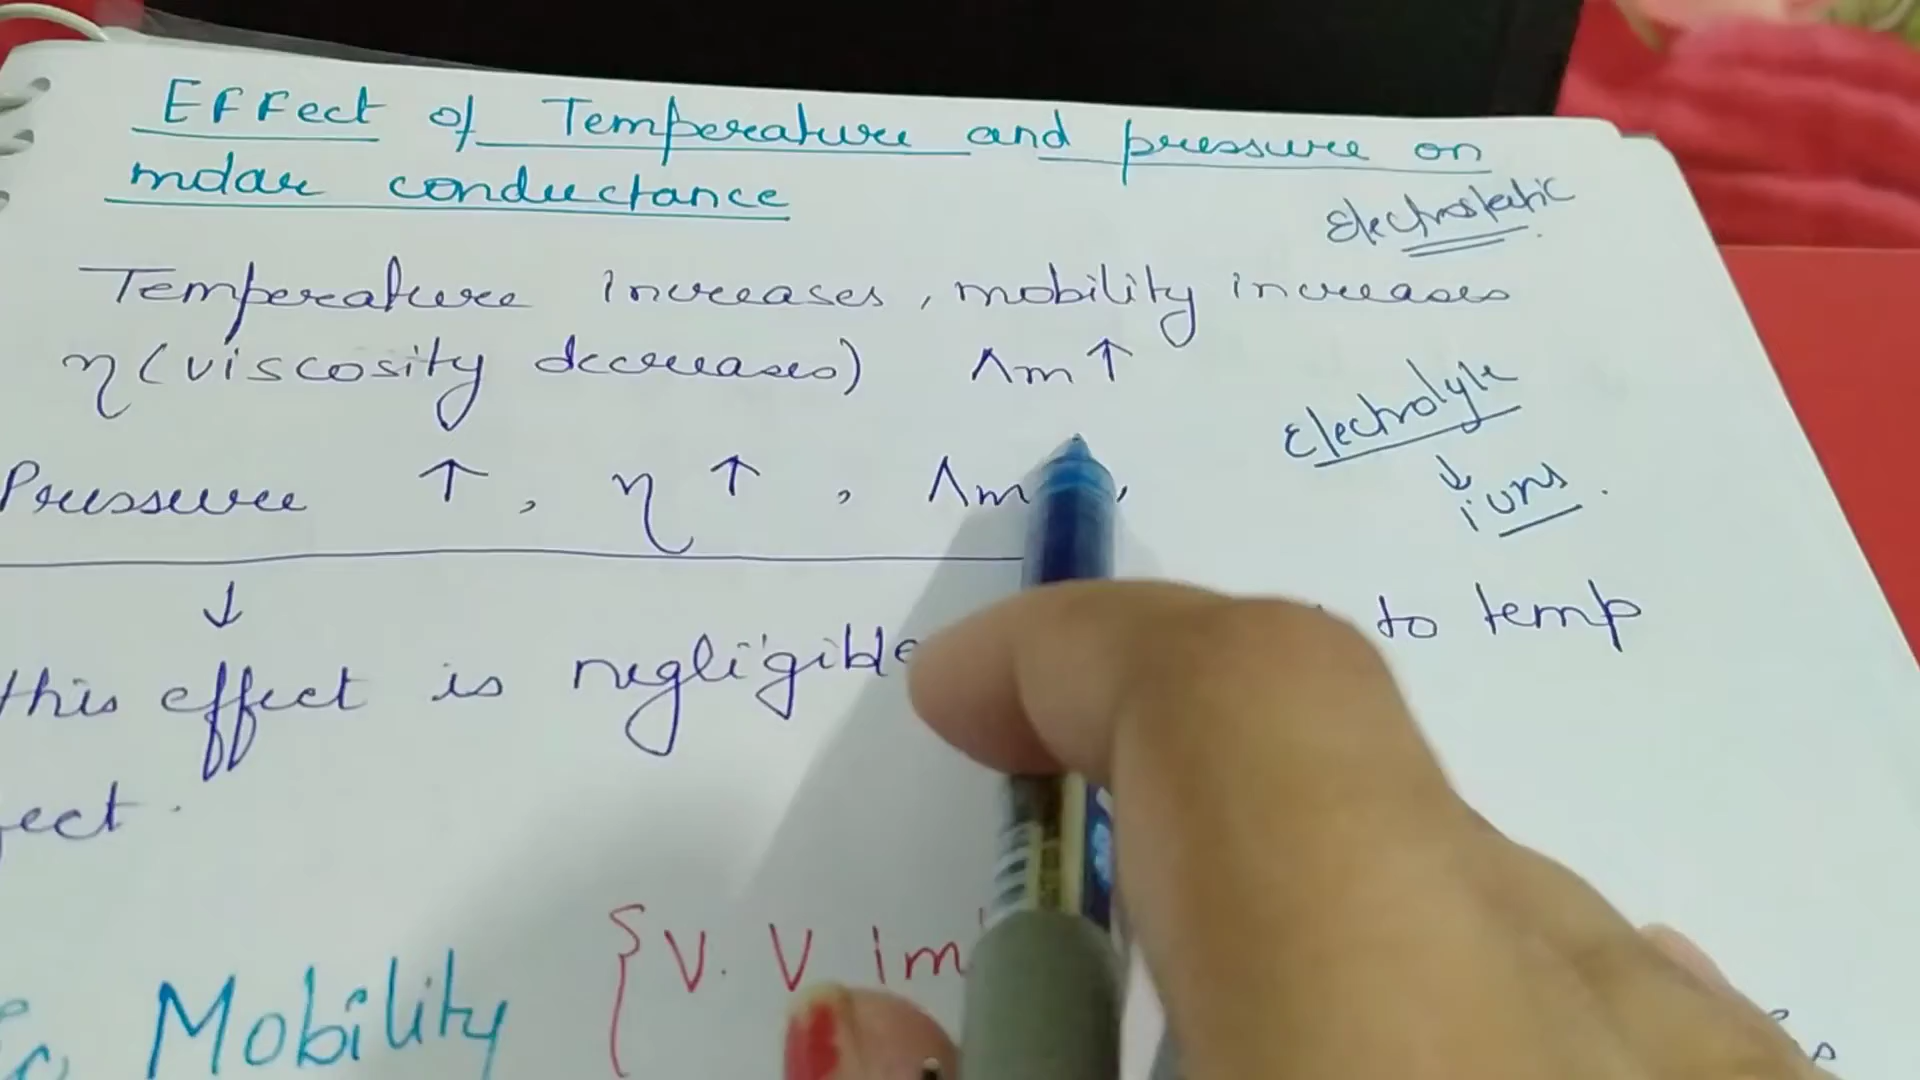 Effect of Temperature and pressure on
molar conductance
Electrostatic
Temperature increases, mobility increases
η (viscosity decreases) Λm ↑
Electrolyte
↓
ions.
Pressure ↑, η ↑, Λm ,
↓
this effect is negligible to temp
ect.
Mobility { V. V im